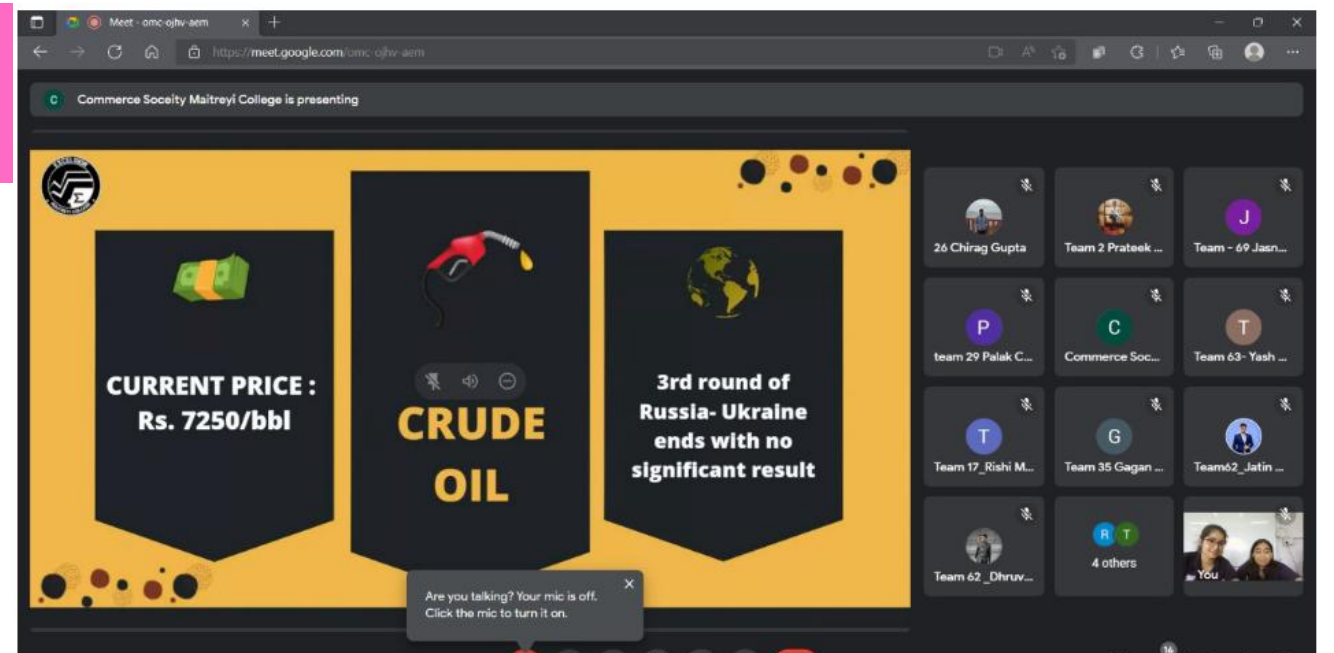 Meet - omc-ojhv-aem
https://meet.google.com/omc-ojhv-aem
C Commerce Soceity Maitreyi College is presenting
EXCELSIOR
MAITREYI COLLEGE
CURRENT PRICE :
Rs. 7250/bbl
CRUDE
OIL
3rd round of
Russia- Ukraine
ends with no
significant result
26 Chirag Gupta
Team 2 Prateek ...
J
Team - 69 Jasn...
P
team 29 Palak C...
C
Commerce Soc...
T
Team 63- Yash ...
T
Team 17_Rishi M...
G
Team 35 Gagan ...
Team62_Jatin ...
Team 62 _Dhruv...
R T
4 others
You
Are you talking? Your mic is off.
Click the mic to turn it on.
14